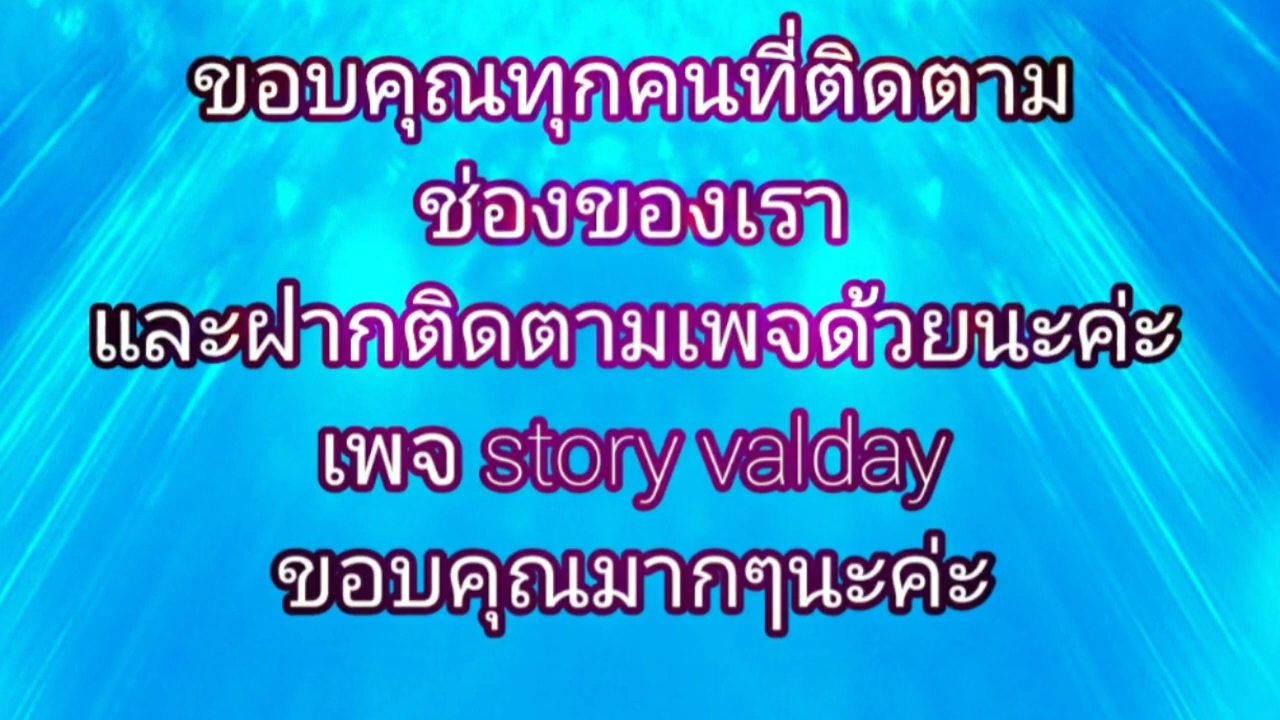 ขอบคุณทุกคนที่ติดตาม
ช่องของเรา
และฝากติดตามเพจด้วยนะค่ะ
เพจ story valday
ขอบคุณมากๆนะค่ะ